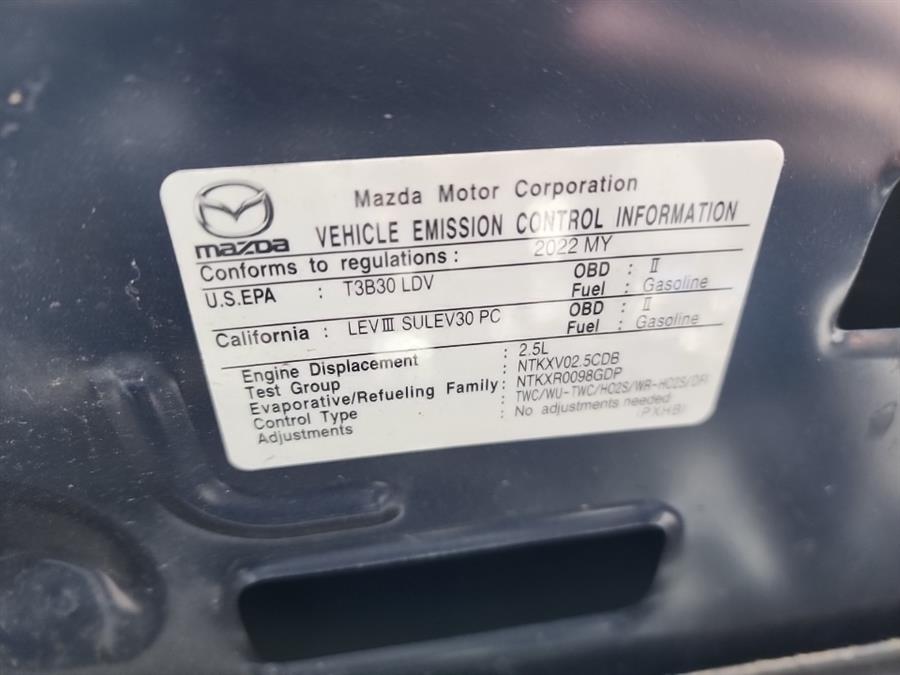 mazda
Mazda Motor Corporation
VEHICLE EMISSION CONTROL INFORMATION
Conforms to regulations : 2022 MY
U.S.EPA : T3B30 LDV OBD : II
Fuel : Gasoline
California : LEVIII SULEV30 PC OBD : II
Fuel : Gasoline
Engine Displacement : 2.5L
Test Group : NTKXV02.5CDB
Evaporative/Refueling Family: NTKXR0098GDP
Control Type : TWC/WU-TWC/HO2S/WR-HO2S/DFI
Adjustments : No adjustments needed
(PXHB)